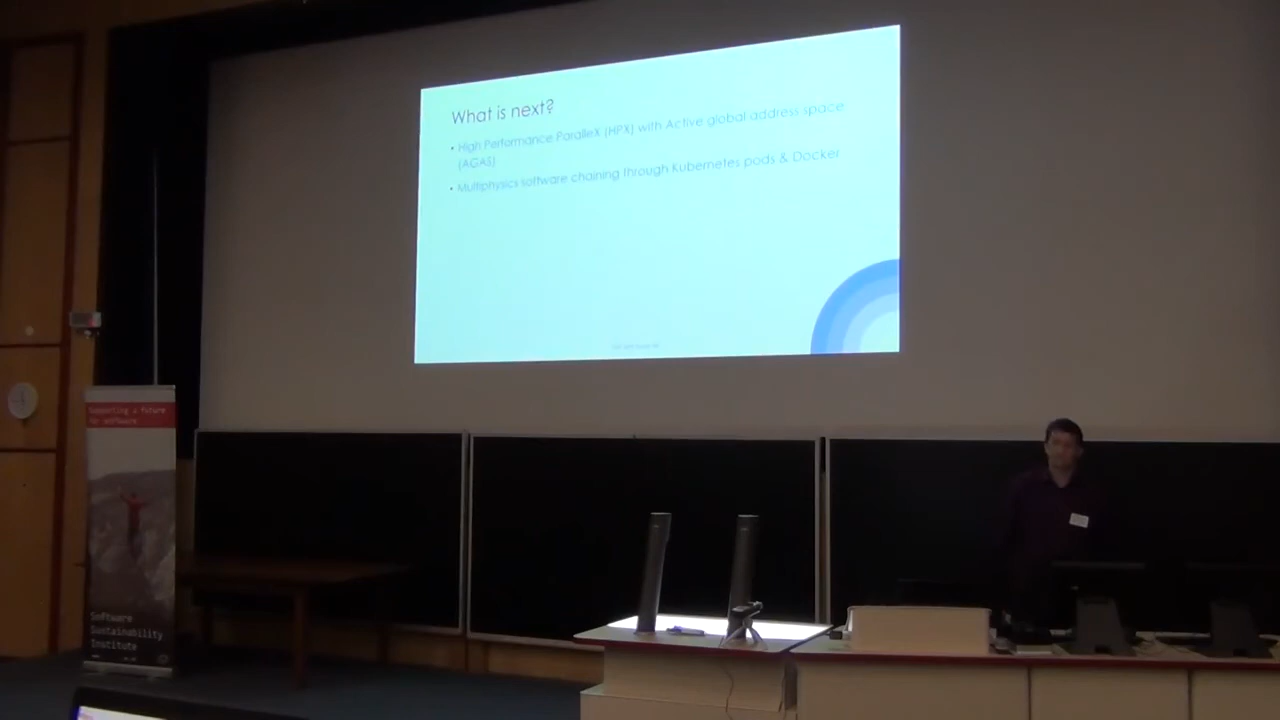 What is next?
• High Performance ParalleX (HPX) with Active global address space
(AGAS)
• Multiphysics software chaining through Kubernetes pods & Docker
Supporting a future
for software
Software
Sustainability
Institute